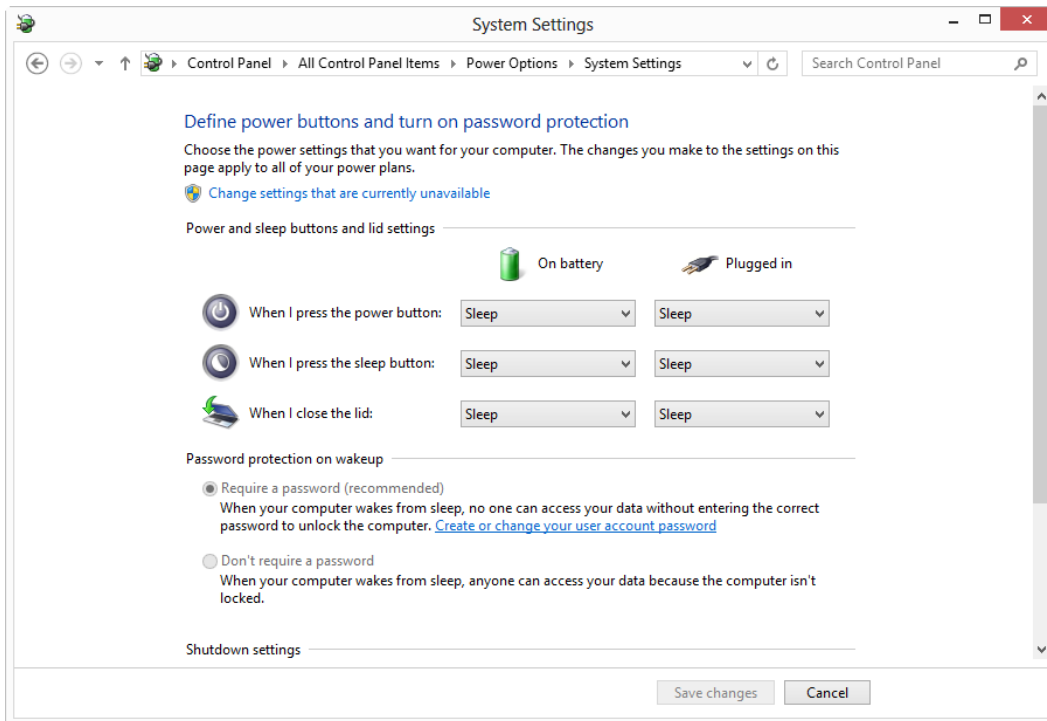 System Settings
Control Panel All Control Panel Items Power Options System Settings Search Control Panel
Define power buttons and turn on password protection
Choose the power settings that you want for your computer. The changes you make to the settings on this
page apply to all of your power plans.
Change settings that are currently unavailable
Power and sleep buttons and lid settings
On battery Plugged in
When I press the power button: Sleep Sleep
When I press the sleep button: Sleep Sleep
When I close the lid: Sleep Sleep
Password protection on wakeup
Require a password (recommended)
When your computer wakes from sleep, no one can access your data without entering the correct
password to unlock the computer. Create or change your user account password
Don't require a password
When your computer wakes from sleep, anyone can access your data because the computer isn't
locked.
Shutdown settings
Save changes Cancel